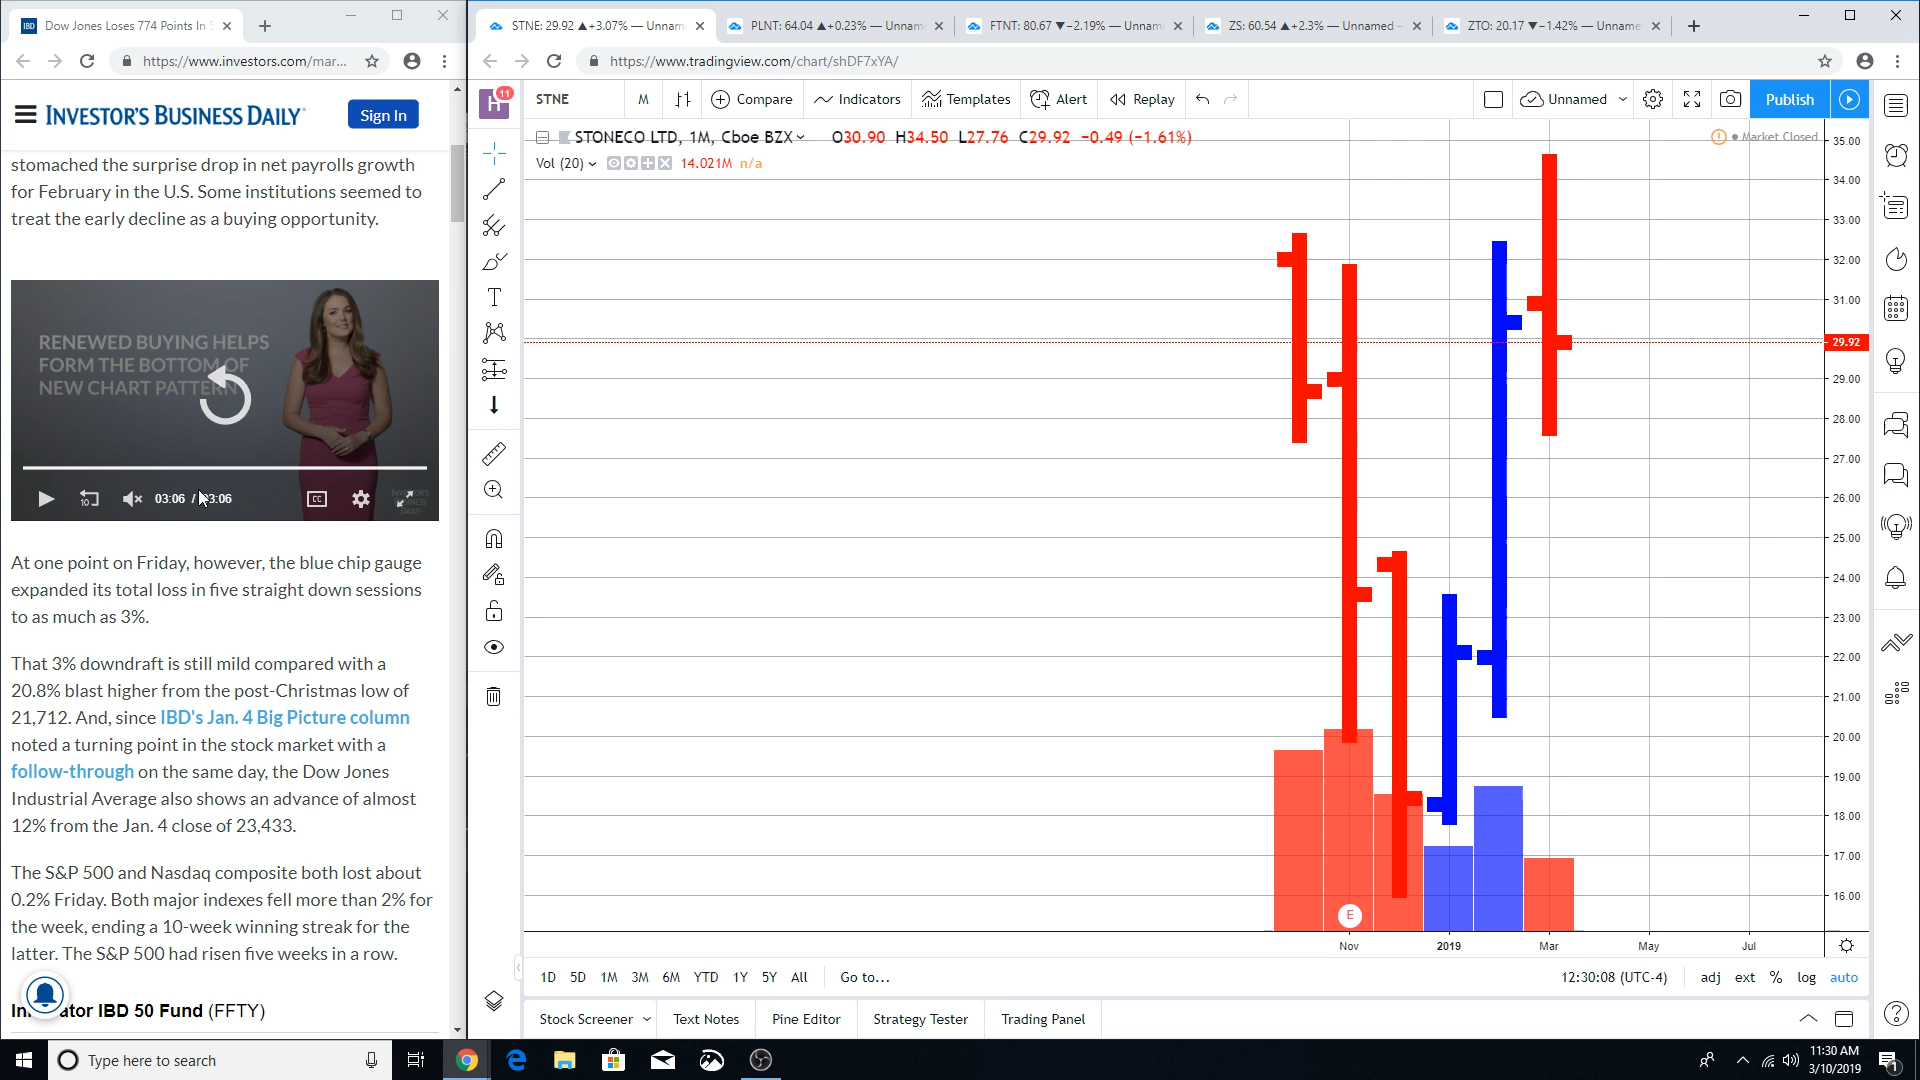 IBD Dow Jones Loses 774 Points In
https://www.investors.com/mar...
INVESTOR'S BUSINESS DAILY
Sign In
stomached the surprise drop in net payrolls growth
for February in the U.S. Some institutions seemed to
treat the early decline as a buying opportunity.
RENEWED BUYING HELPS
FORM THE BOTTOM OF
NEW CHART PATTERN
10
03:06 / 03:06
CC
At one point on Friday, however, the blue chip gauge
expanded its total loss in five straight down sessions
to as much as 3%.
That 3% downdraft is still mild compared with a
20.8% blast higher from the post-Christmas low of
21,712. And, since IBD's Jan. 4 Big Picture column
noted a turning point in the stock market with a
follow-through on the same day, the Dow Jones
Industrial Average also shows an advance of almost
12% from the Jan. 4 close of 23,433.
The S&P 500 and Nasdaq composite both lost about
0.2% Friday. Both major indexes fell more than 2% for
the week, ending a 10-week winning streak for the
latter. The S&P 500 had risen five weeks in a row.
IBD 50 Fund (FFTY)
STNE: 29.92 ▲+3.07% — Unnam
PLNT: 64.04 ▲+0.23% — Unnam
FTNT: 80.67 ▼−2.19% — Unnam
ZS: 60.54 ▲+2.3% — Unnamed -
ZTO: 20.17 ▼−1.42% — Unname
https://www.tradingview.com/chart/shDF7xYA/
H 11
STNE
M
Compare
Indicators
Templates
Alert
Replay
Unnamed
Publish
STONECO LTD, 1M, Cboe BZX
O30.90 H34.50 L27.76 C29.92 −0.49 (−1.61%)
Market Closed
Vol (20)
14.021M n/a
35.00
34.00
33.00
32.00
31.00
29.92
29.00
28.00
27.00
26.00
25.00
24.00
23.00
22.00
21.00
20.00
19.00
18.00
17.00
16.00
E
Nov
2019
Mar
May
Jul
1D 5D 1M 3M 6M YTD 1Y 5Y All
Go to...
12:30:08 (UTC-4)
adj ext % log auto
Stock Screener
Text Notes
Pine Editor
Strategy Tester
Trading Panel
Type here to search
11:30 AM
3/10/2019
1